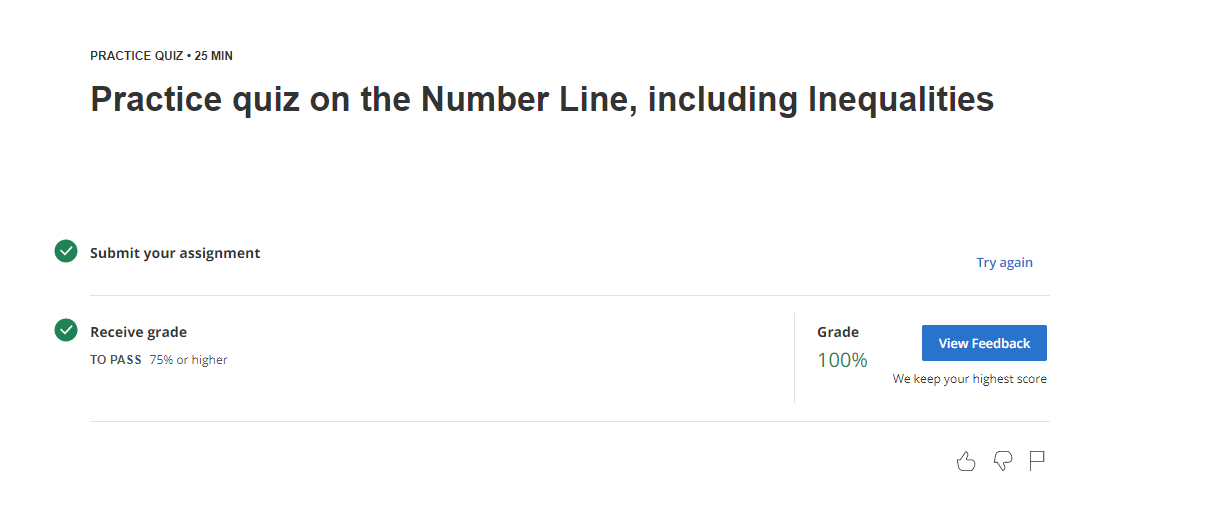 PRACTICE QUIZ • 25 MIN
Practice quiz on the Number Line, including Inequalities
Submit your assignment
Try again
Receive grade
TO PASS 75% or higher
Grade
100%
View Feedback
We keep your highest score